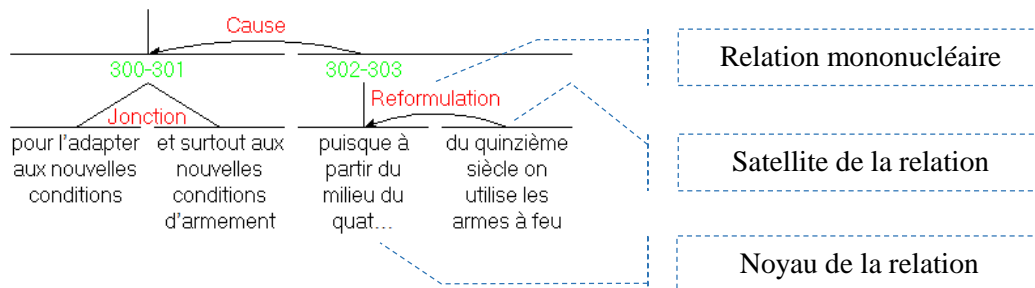 Cause
300-301
302-303
Jonction
Reformulation
pour l'adapter
aux nouvelles
conditions
et surtout aux
nouvelles
conditions
d'armement
puisque à
partir du
milieu du
quat...
du quinzième
siècle on
utilise les
armes à feu
Relation mononucléaire
Satellite de la relation
Noyau de la relation